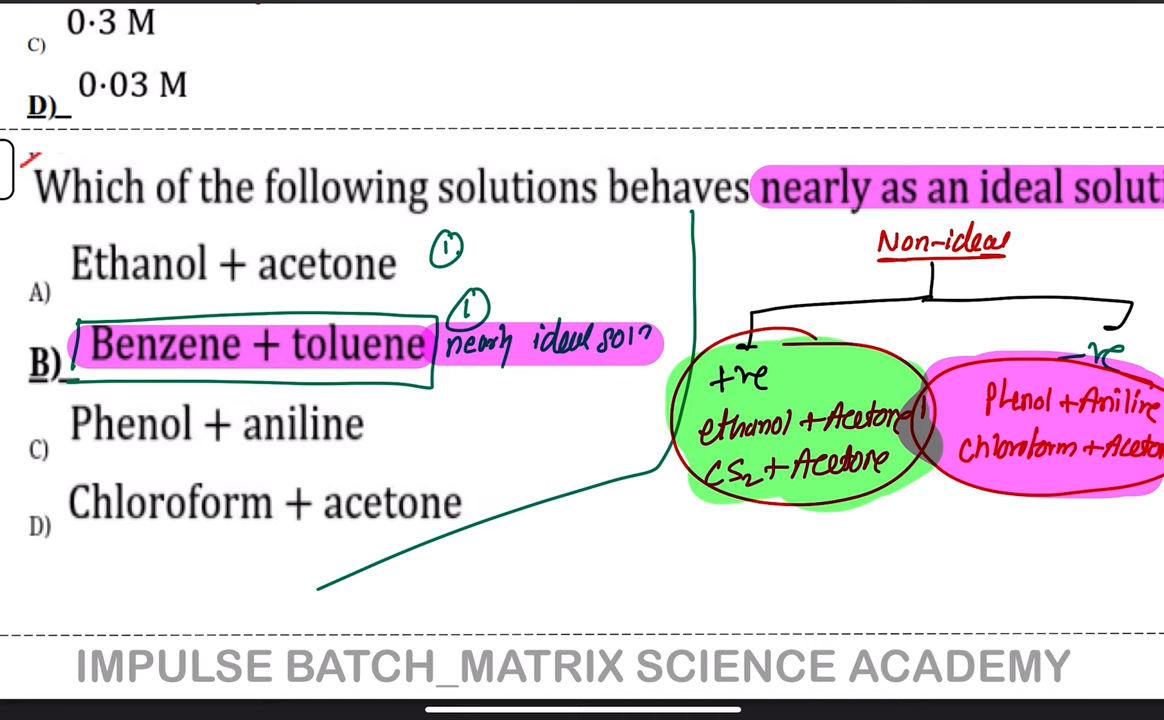 0·3 M
C)
0·03 M
D)
Which of the following solutions behaves nearly as an ideal solut
Non-ideal
Ethanol + acetone
A)
Benzene + toluene nearly ideal soln
B)
+ve
-ve
ethanol + Acetone
CS2 + Acetone
Phenol + Aniline
Chloroform + Aceton
Phenol + aniline
C)
Chloroform + acetone
D)
IMPULSE BATCH_MATRIX SCIENCE ACADEMY